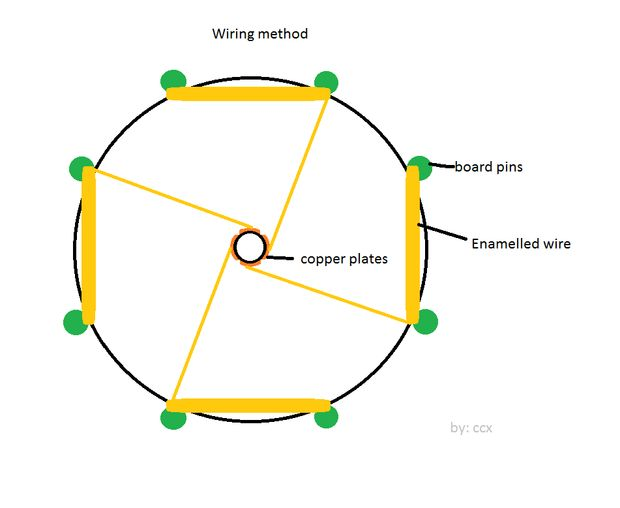 Wiring method
board pins
Enamelled wire
copper plates
by: ccx